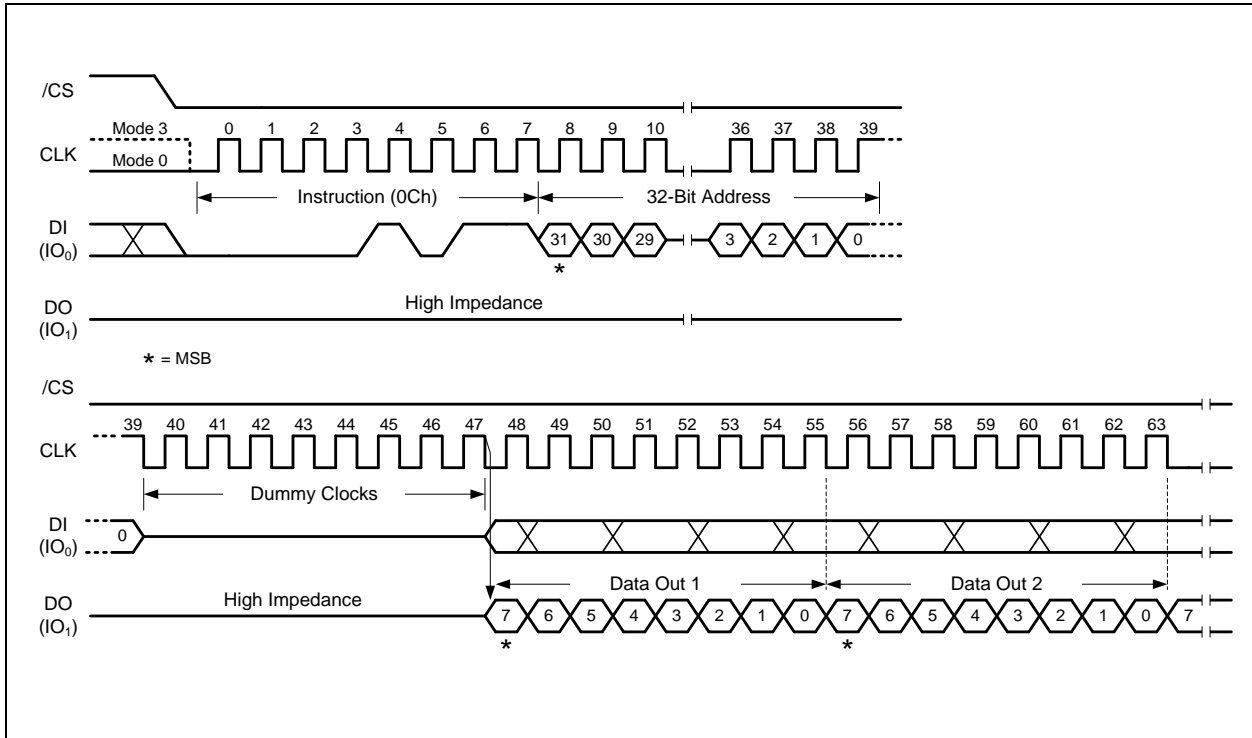 /CS
Mode 3 0 1 2 3 4 5 6 7 8 9 10 36 37 38 39
CLK Mode 0
Instruction (0Ch) 32-Bit Address
DI
(IO₀) 31 30 29 3 2 1 0
*
DO High Impedance
(IO₁)
* = MSB
/CS
39 40 41 42 43 44 45 46 47 48 49 50 51 52 53 54 55 56 57 58 59 60 61 62 63
CLK
Dummy Clocks
DI
(IO₀) 0
Data Out 1 Data Out 2
DO High Impedance
(IO₁) 7 6 5 4 3 2 1 0 7 6 5 4 3 2 1 0 7
* *